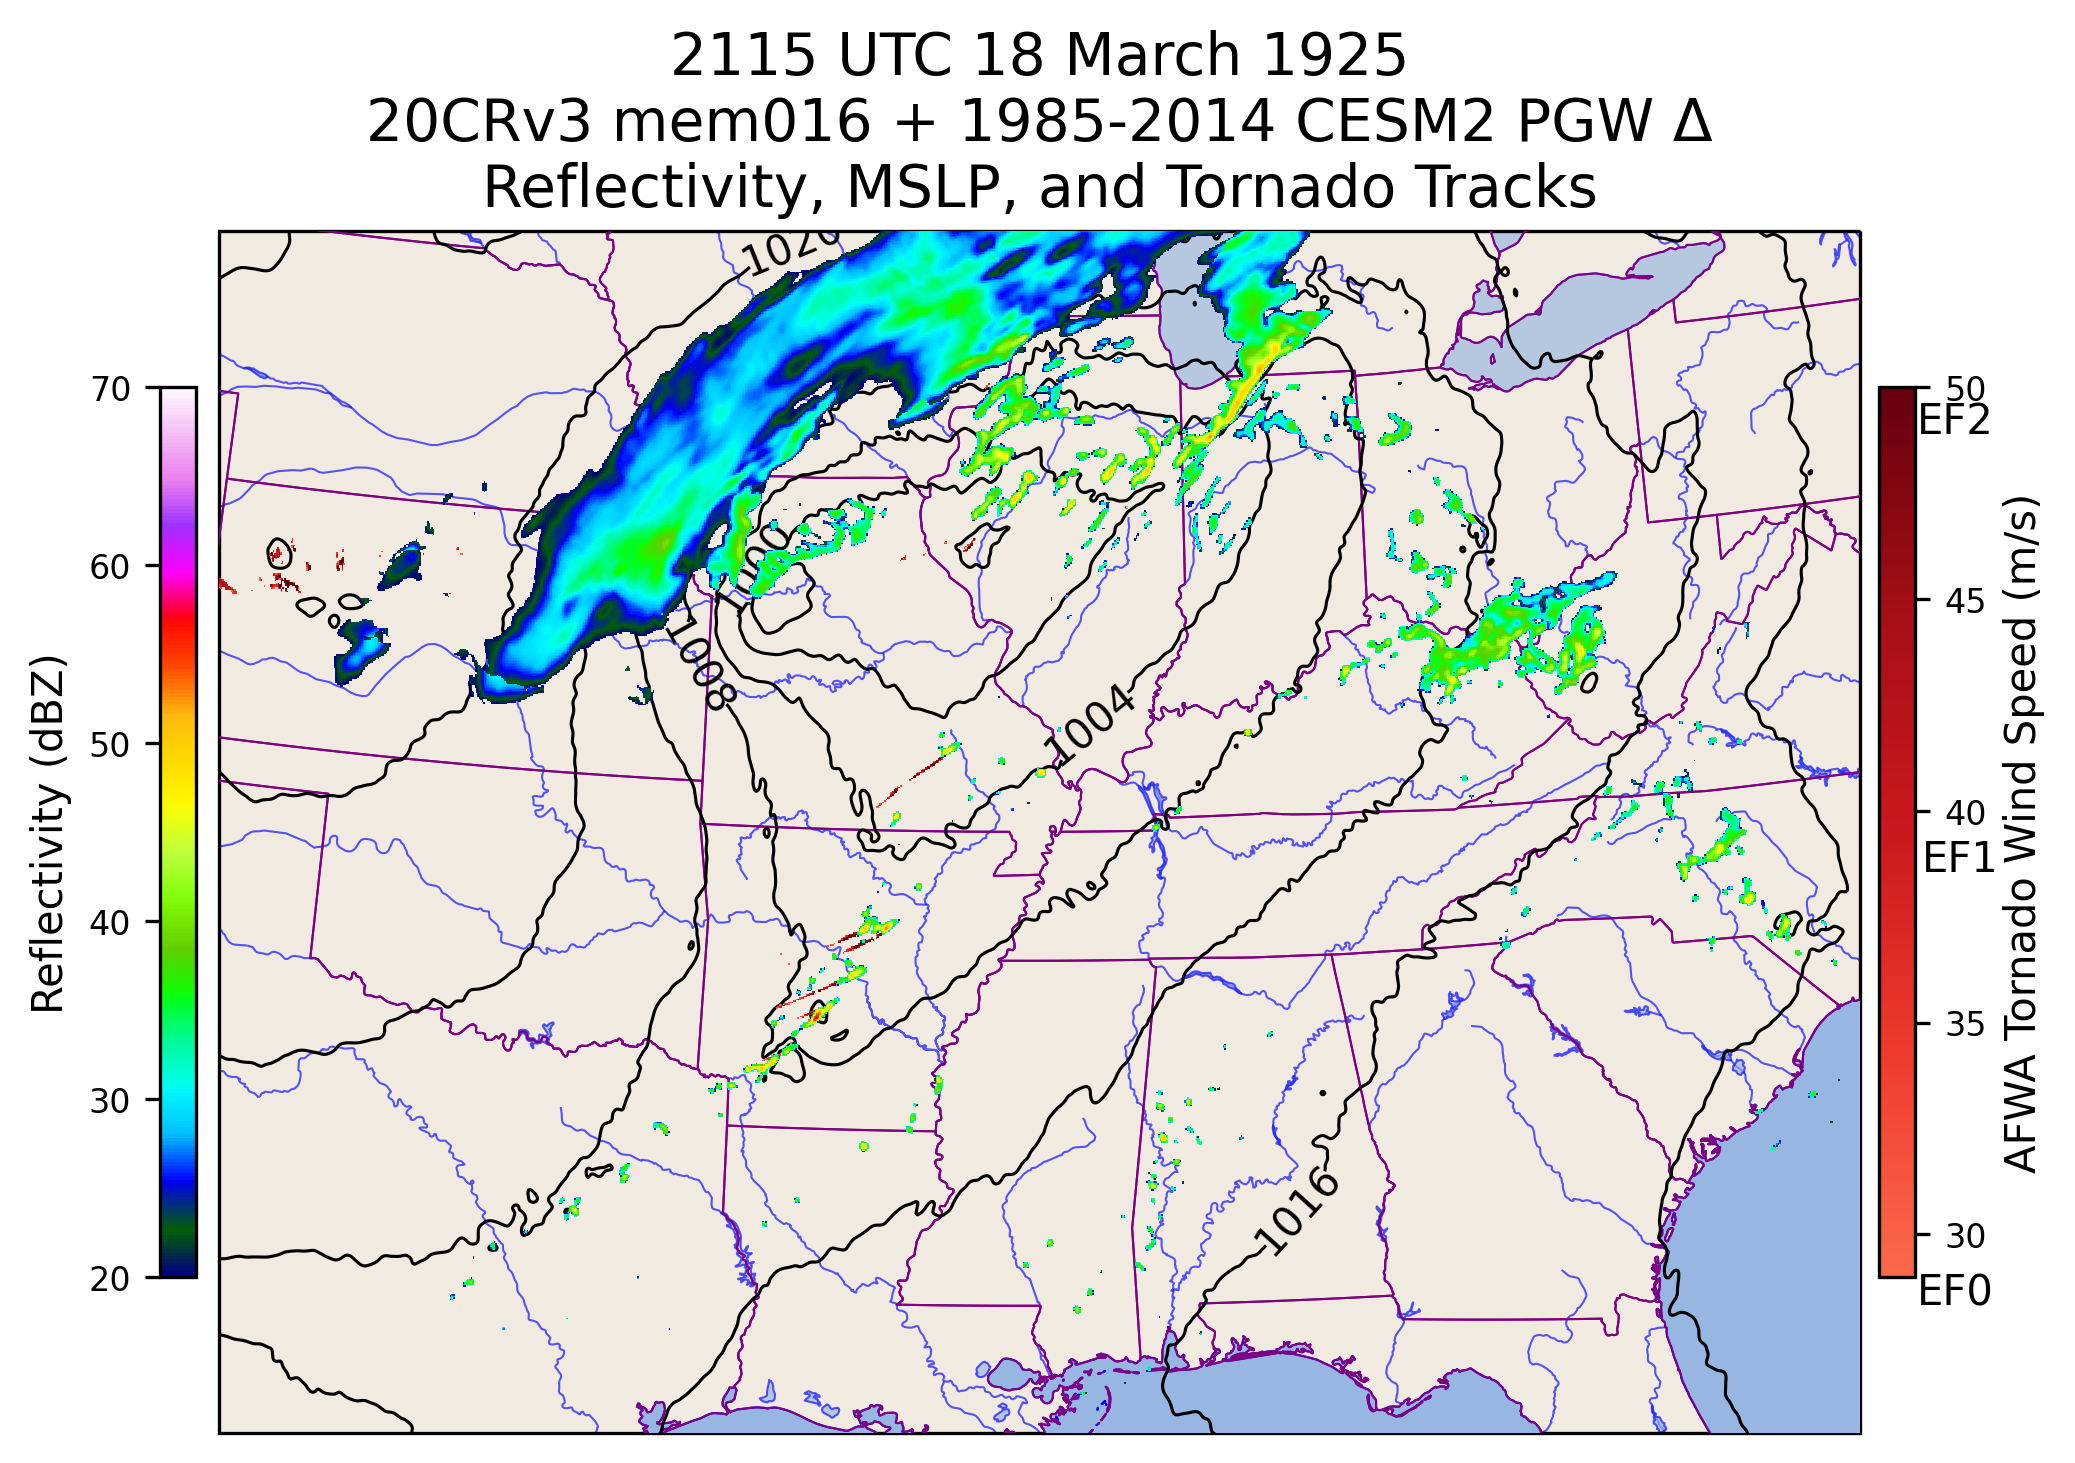 2115 UTC 18 March 1925
20CRv3 mem016 + 1985-2014 CESM2 PGW Δ
Reflectivity, MSLP, and Tornado Tracks
1020
70
60
50
40
30
20
Reflectivity (dBZ)
1000
1008
1004
1016
50
EF2
45
40
EF1
35
30
EF0
AFWA Tornado Wind Speed (m/s)